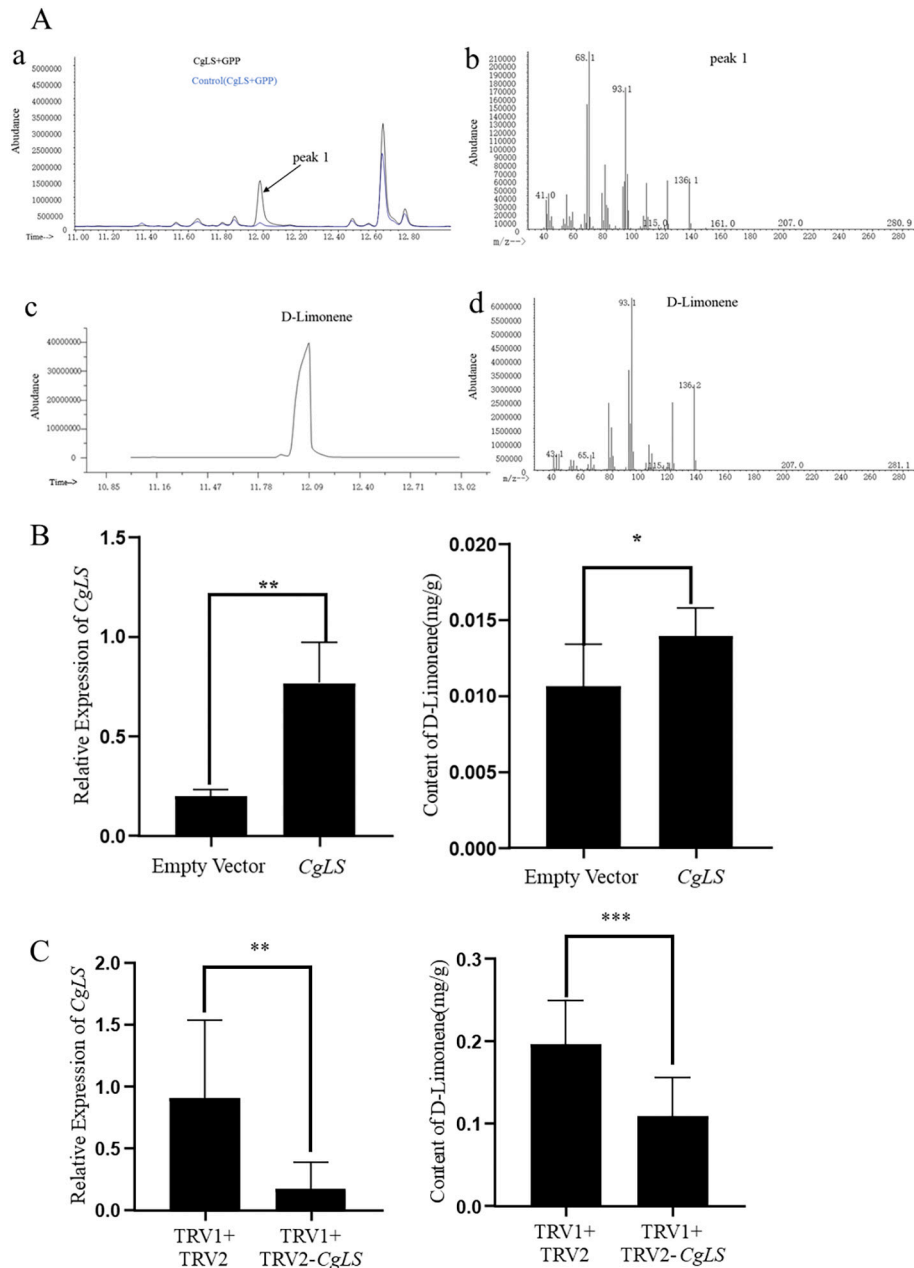 A
a
CgLS+GPP
Control(CgLS+GPP)
peak 1
Abudance
5000000
4500000
4000000
3500000
3000000
2500000
2000000
1500000
1000000
500000
0
Time-->
11.00 11.20 11.40 11.60 11.80 12.00 12.20 12.40 12.60 12.80
b
peak 1
Abudance
210000
200000
190000
180000
170000
160000
150000
140000
130000
120000
110000
100000
90000
80000
70000
60000
50000
40000
30000
20000
10000
0
68.1
93.1
41.0
136.1
115.0
161.0
207.0
280.9
m/z-->
40 60 80 100 120 140 160 180 200 220 240 260 280
c
D-Limonene
Abudance
40000000
30000000
20000000
10000000
0
Time-->
10.85 11.16 11.47 11.78 12.09 12.40 12.71 13.02
d
D-Limonene
Abudance
6000000
5500000
5000000
4500000
4000000
3500000
3000000
2500000
2000000
1500000
1000000
500000
0
93.1
136.2
43.1
65.1
207.0
281.1
m/z-->
40 60 80 100 120 140 160 180 200 220 240 260 280
B
Relative Expression of CgLS
1.5
1.0
0.5
0.0
**
Empty Vector
CgLS
Content of D-Limonene(mg/g)
0.020
0.015
0.010
0.005
0.000
*
Empty Vector
CgLS
C
Relative Expression of CgLS
2.0
1.5
1.0
0.5
0.0
**
TRV1+
TRV2
TRV1+
TRV2-CgLS
Content of D-Limonene(mg/g)
0.3
0.2
0.1
0.0
***
TRV1+
TRV2
TRV1+
TRV2-CgLS